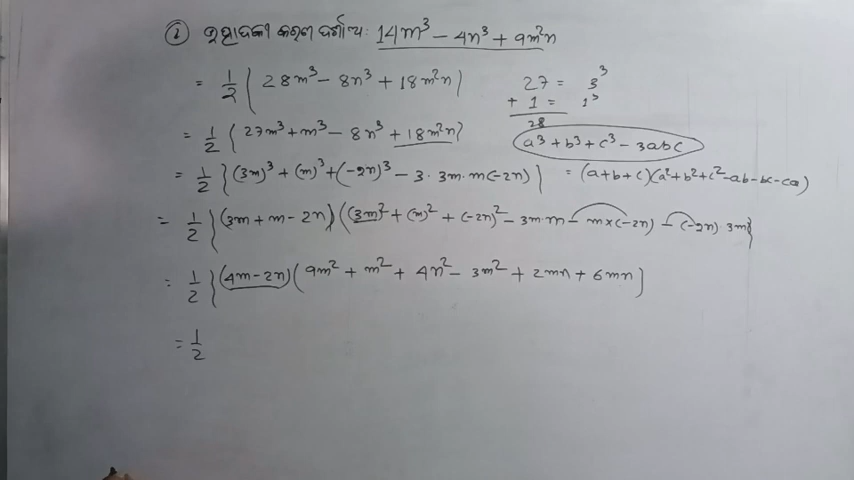 ① ଉତ୍ପାଦକୀ କରଣ ଦର୍ଶାଅ: 14m³ - 4n³ + 9m²n
= 1/2 { 28m³ - 8n³ + 18m²n }
27 = 3³
+ 1 = 1³
28
= 1/2 { 27m³ + m³ - 8n³ + 18m²n }
a³ + b³ + c³ - 3abc
= 1/2 { (3m)³ + (m)³ + (-2n)³ - 3 · 3m · m(-2n) }
= (a+b+c)(a²+b²+c²-ab-bc-ca)
= 1/2 { (3m + m - 2n) ( (3m)² + (m)² + (-2n)² - 3m·m - m×(-2n) - (-2n) 3m }
= 1/2 { (4m - 2n) ( 9m² + m² + 4n² - 3m² + 2mn + 6mn }
= 1/2